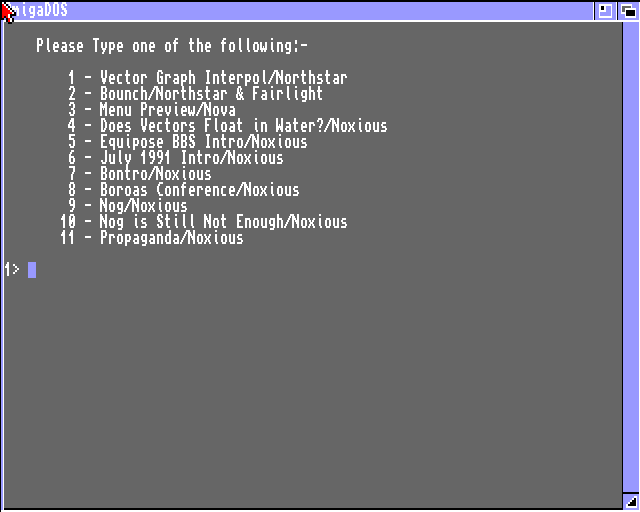 amigaDOS
Please Type one of the following:-
1 - Vector Graph Interpol/Northstar
2 - Bounch/Northstar & Fairlight
3 - Menu Preview/Nova
4 - Does Vectors Float in Water?/Noxious
5 - Equipose BBS Intro/Noxious
6 - July 1991 Intro/Noxious
7 - Bontro/Noxious
8 - Boroas Conference/Noxious
9 - Nog/Noxious
10 - Nog is Still Not Enough/Noxious
11 - Propaganda/Noxious
1>